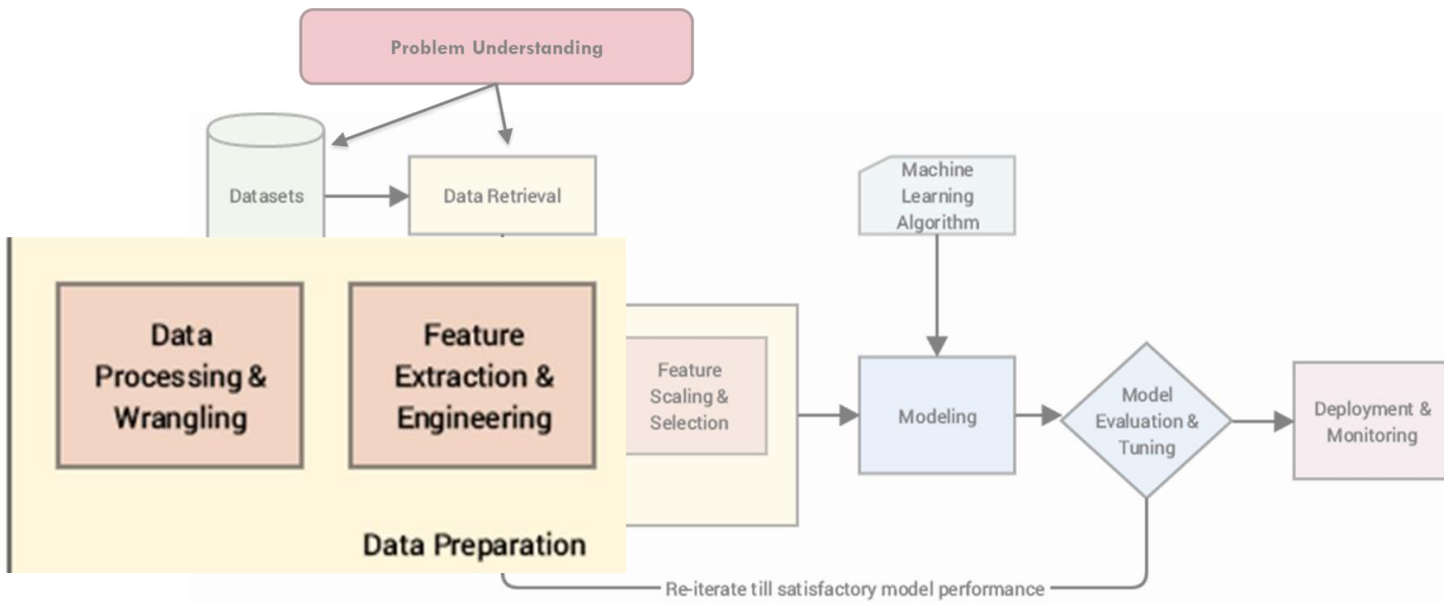 Problem Understanding
Datasets
Data Retrieval
Machine
Learning
Algorithm
Data
Processing &
Wrangling
Feature
Extraction &
Engineering
Feature
Scaling &
Selection
Data Preparation
Modeling
Model
Evaluation &
Tuning
Deployment &
Monitoring
Re-iterate till satisfactory model performance